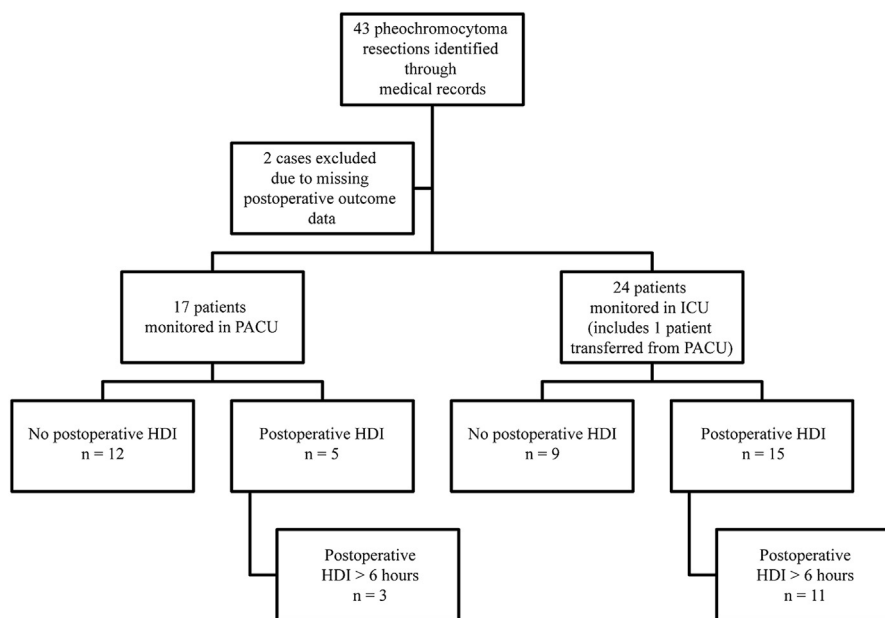 43 pheochromocytoma
resections identified
through
medical records
2 cases excluded
due to missing
postoperative outcome
data
17 patients
monitored in PACU
24 patients
monitored in ICU
(includes 1 patient
transferred from PACU)
No postoperative HDI
n = 12
Postoperative HDI
n = 5
No postoperative HDI
n = 9
Postoperative HDI
n = 15
Postoperative
HDI > 6 hours
n = 3
Postoperative
HDI > 6 hours
n = 11